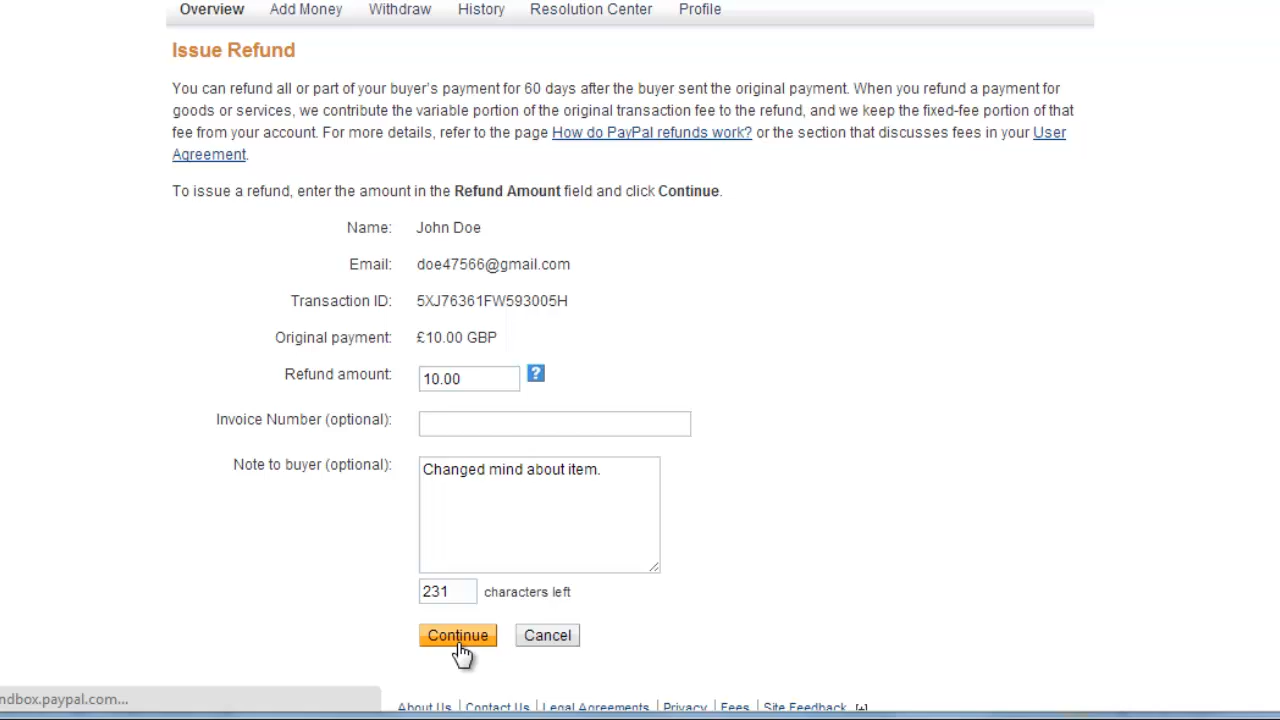 Overview Add Money Withdraw History Resolution Center Profile
Issue Refund
You can refund all or part of your buyer's payment for 60 days after the buyer sent the original payment. When you refund a payment for
goods or services, we contribute the variable portion of the original transaction fee to the refund, and we keep the fixed-fee portion of that
fee from your account. For more details, refer to the page How do PayPal refunds work? or the section that discusses fees in your User
Agreement.
To issue a refund, enter the amount in the Refund Amount field and click Continue.
Name: John Doe
Email: doe47566@gmail.com
Transaction ID: 5XJ76361FW593005H
Original payment: £10.00 GBP
Refund amount: 10.00 ?
Invoice Number (optional):
Note to buyer (optional): Changed mind about item.
231 characters left
Continue Cancel
ndbox.paypal.com...
About Us | Contact Us | Legal Agreements | Privacy | Fees | Site Feedback [+]